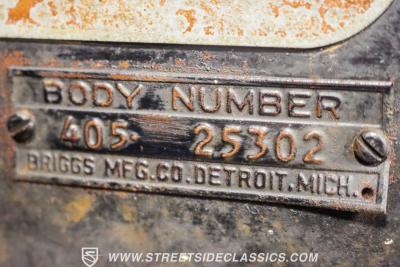 BODY NUMBER
405- 25302
BRIGGS MFG.CO.DETROIT.MICH.
WWW.STREETSIDECLASSICS.COM